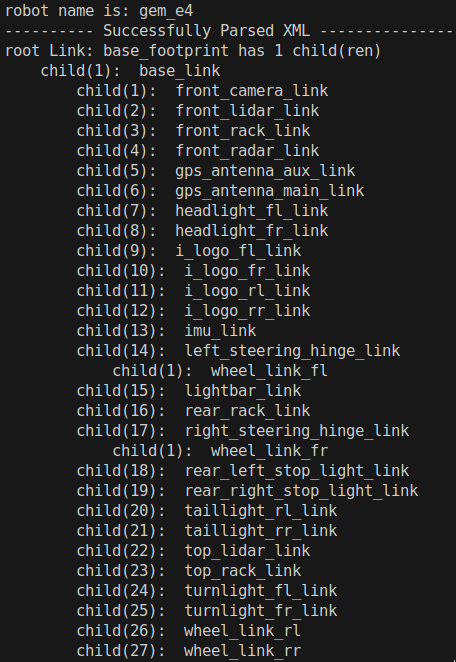 robot name is: gem_e4
---------- Successfully Parsed XML ---------------
root Link: base_footprint has 1 child(ren)
    child(1):  base_link
        child(1):  front_camera_link
        child(2):  front_lidar_link
        child(3):  front_rack_link
        child(4):  front_radar_link
        child(5):  gps_antenna_aux_link
        child(6):  gps_antenna_main_link
        child(7):  headlight_fl_link
        child(8):  headlight_fr_link
        child(9):  i_logo_fl_link
        child(10):  i_logo_fr_link
        child(11):  i_logo_rl_link
        child(12):  i_logo_rr_link
        child(13):  imu_link
        child(14):  left_steering_hinge_link
            child(1):  wheel_link_fl
        child(15):  lightbar_link
        child(16):  rear_rack_link
        child(17):  right_steering_hinge_link
            child(1):  wheel_link_fr
        child(18):  rear_left_stop_light_link
        child(19):  rear_right_stop_light_link
        child(20):  taillight_rl_link
        child(21):  taillight_rr_link
        child(22):  top_lidar_link
        child(23):  top_rack_link
        child(24):  turnlight_fl_link
        child(25):  turnlight_fr_link
        child(26):  wheel_link_rl
        child(27):  wheel_link_rr